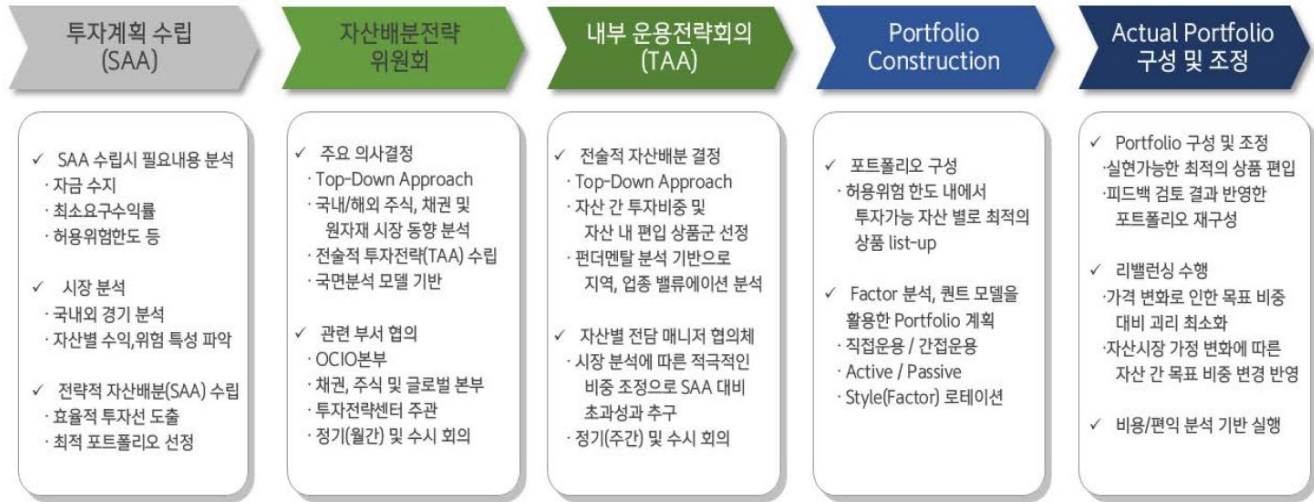 투자계획 수립
(SAA)
✓ SAA 수립시 필요내용 분석
· 자금 수지
· 최소요구수익률
· 허용위험한도 등
✓ 시장 분석
· 국내외 경기 분석
· 자산별 수익,위험 특성 파악
✓ 전략적 자산배분(SAA) 수립
· 효율적 투자선 도출
· 최적 포트폴리오 선정
자산배분전략
위원회
✓ 주요 의사결정
· Top-Down Approach
· 국내/해외 주식, 채권 및
원자재 시장 동향 분석
· 전술적 투자전략(TAA) 수립
· 국면분석 모델 기반
✓ 관련 부서 협의
· OCIO본부
· 채권, 주식 및 글로벌 본부
· 투자전략센터 주관
· 정기(월간) 및 수시 회의
내부 운용전략회의
(TAA)
✓ 전술적 자산배분 결정
· Top-Down Approach
· 자산 간 투자비중 및
자산 내 편입 상품군 선정
· 펀더멘탈 분석 기반으로
지역, 업종 밸류에이션 분석
✓ 자산별 전담 매니저 협의체
· 시장 분석에 따른 적극적인
비중 조정으로 SAA 대비
초과성과 추구
· 정기(주간) 및 수시 회의
Portfolio
Construction
✓ 포트폴리오 구성
· 허용위험 한도 내에서
투자가능 자산 별로 최적의
상품 list-up
✓ Factor 분석, 퀀트 모델을
활용한 Portfolio 계획
· 직접운용 / 간접운용
· Active / Passive
· Style(Factor) 로테이션
Actual Portfolio
구성 및 조정
✓ Portfolio 구성 및 조정
·실현가능한 최적의 상품 편입
·피드백 검토 결과 반영한
포트폴리오 재구성
✓ 리밸런싱 수행
·가격 변화로 인한 목표 비중
대비 괴리 최소화
·자산시장 가정 변화에 따른
자산 간 목표 비중 변경 반영
✓ 비용/편익 분석 기반 실행